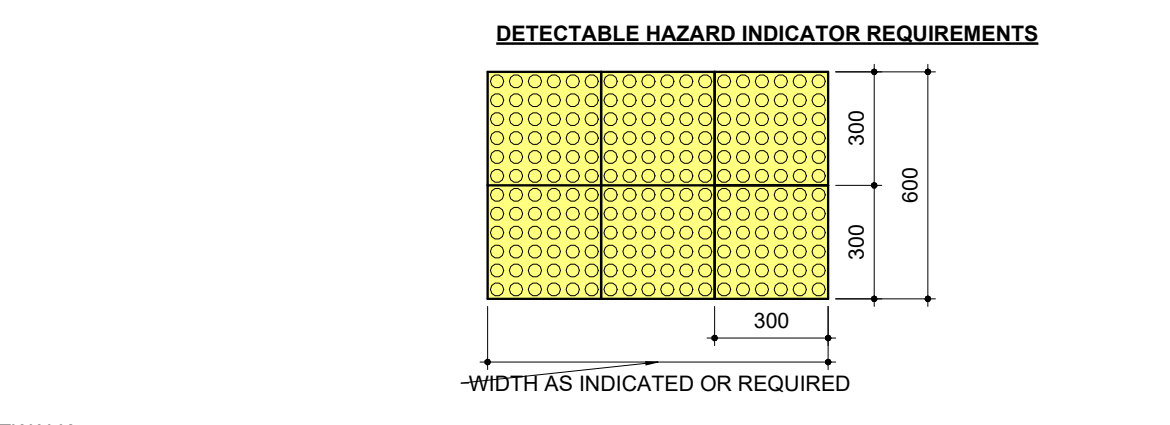 DETECTABLE HAZARD INDICATOR REQUIREMENTS
300
600
300
300
WIDTH AS INDICATED OR REQUIRED